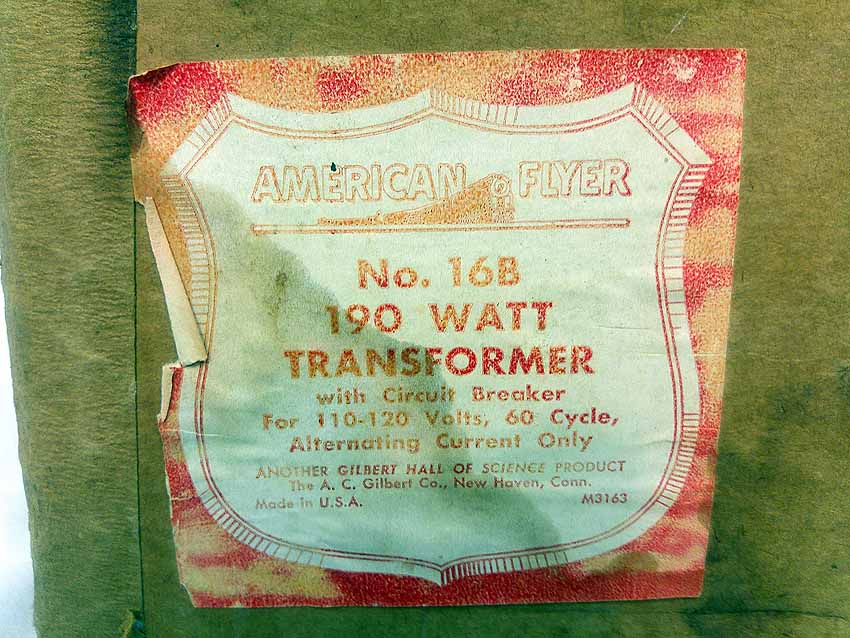 AMERICAN FLYER
No. 16B
190 WATT
TRANSFORMER
with Circuit Breaker
For 110-120 Volts, 60 Cycle,
Alternating Current Only
ANOTHER GILBERT HALL OF SCIENCE PRODUCT
The A. C. Gilbert Co., New Haven, Conn.
Made in U.S.A. M3163